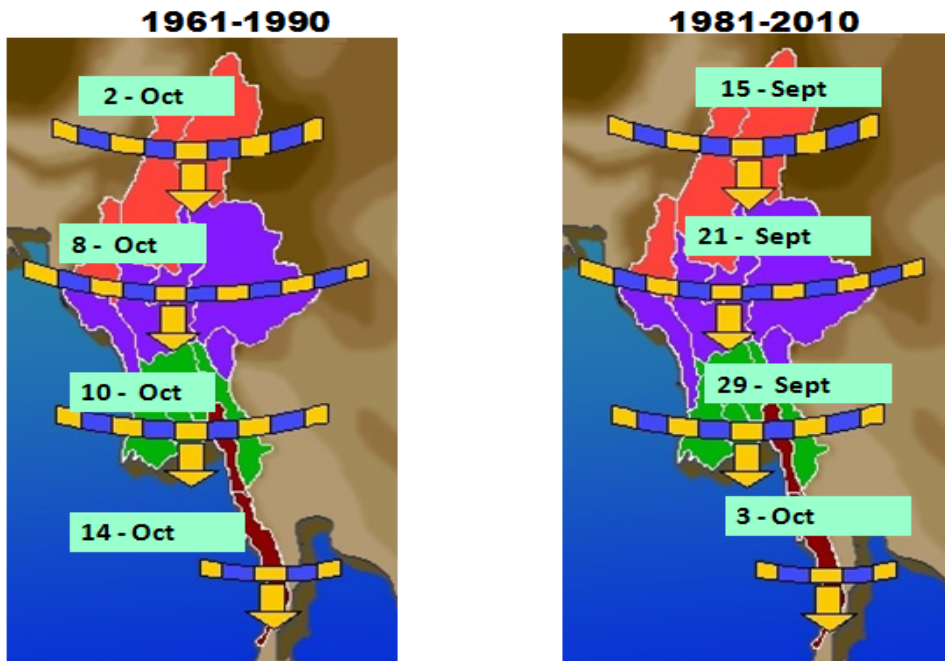 1961-1990
2 - Oct
8 - Oct
10 - Oct
14 - Oct
1981-2010
15 - Sept
21 - Sept
29 - Sept
3 - Oct